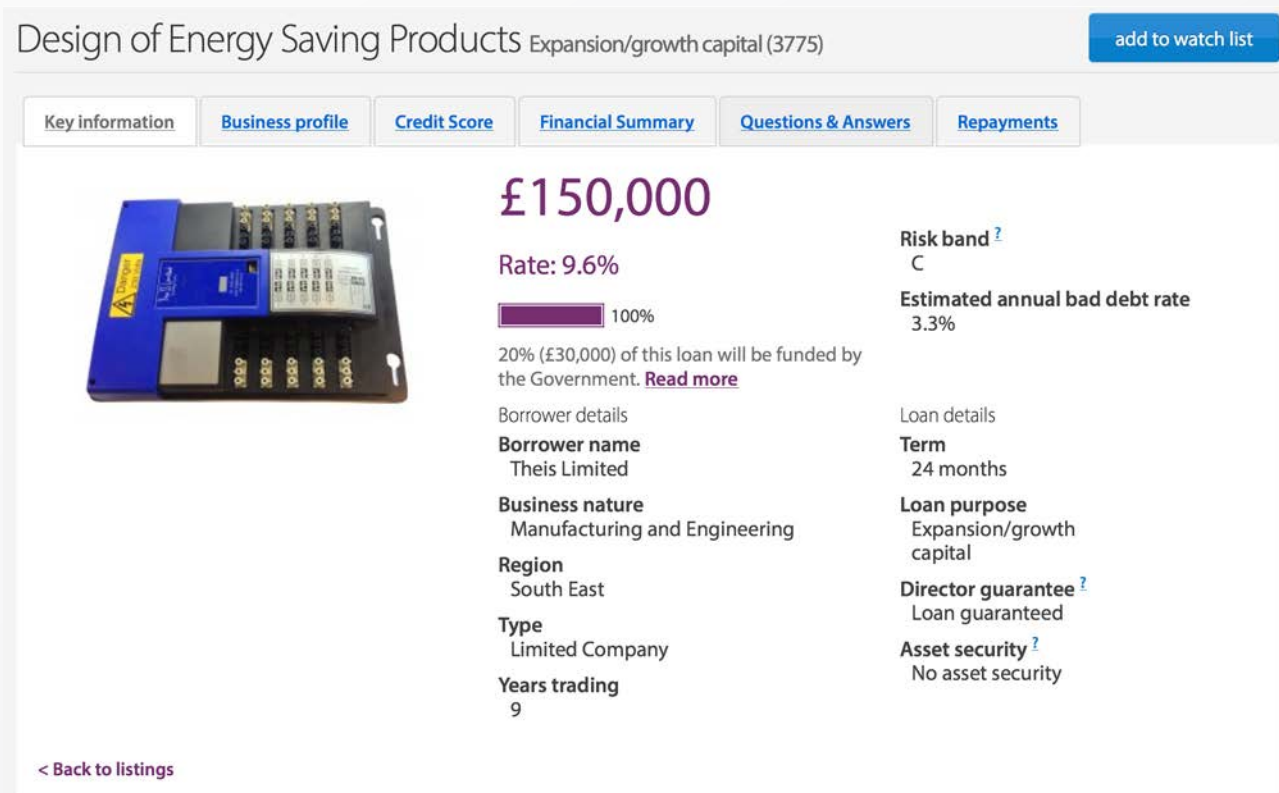 Design of Energy Saving Products Expansion/growth capital (3775)
add to watch list
Key information
Business profile
Credit Score
Financial Summary
Questions & Answers
Repayments
Danger
£150,000
Rate: 9.6%
100%
20% (£30,000) of this loan will be funded by
the Government. Read more
Risk band ?
C
Estimated annual bad debt rate
3.3%
Borrower details
Borrower name
Theis Limited
Business nature
Manufacturing and Engineering
Region
South East
Type
Limited Company
Years trading
9
Loan details
Term
24 months
Loan purpose
Expansion/growth
capital
Director guarantee ?
Loan guaranteed
Asset security ?
No asset security
< Back to listings